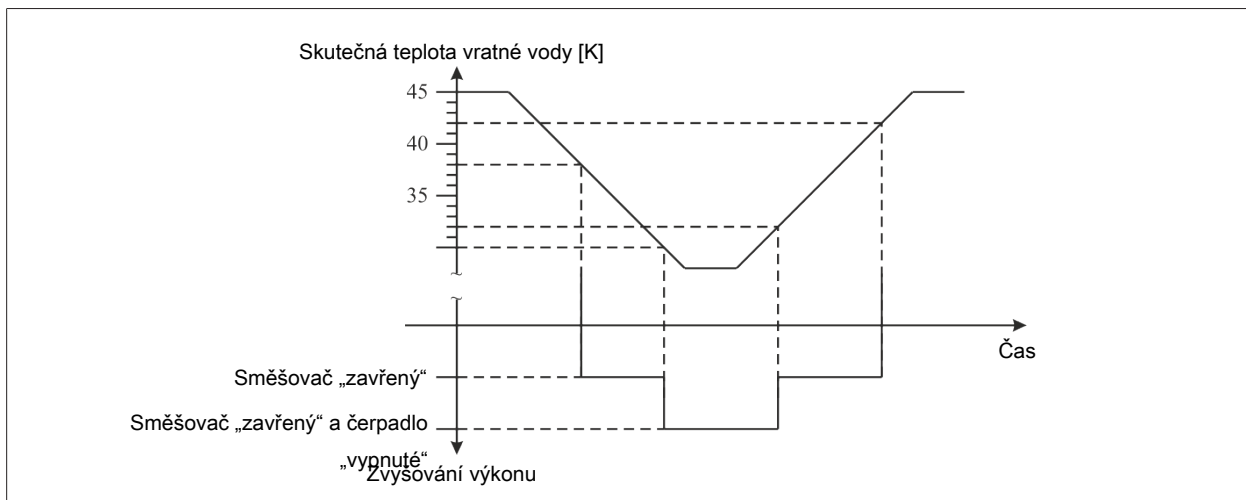 Skutečná teplota vratné vody [K]
45
40
35
Čas
Směšovač „zavřený“
Směšovač „zavřený“ a čerpadlo
„vypnuté“
Zvyšování výkonu